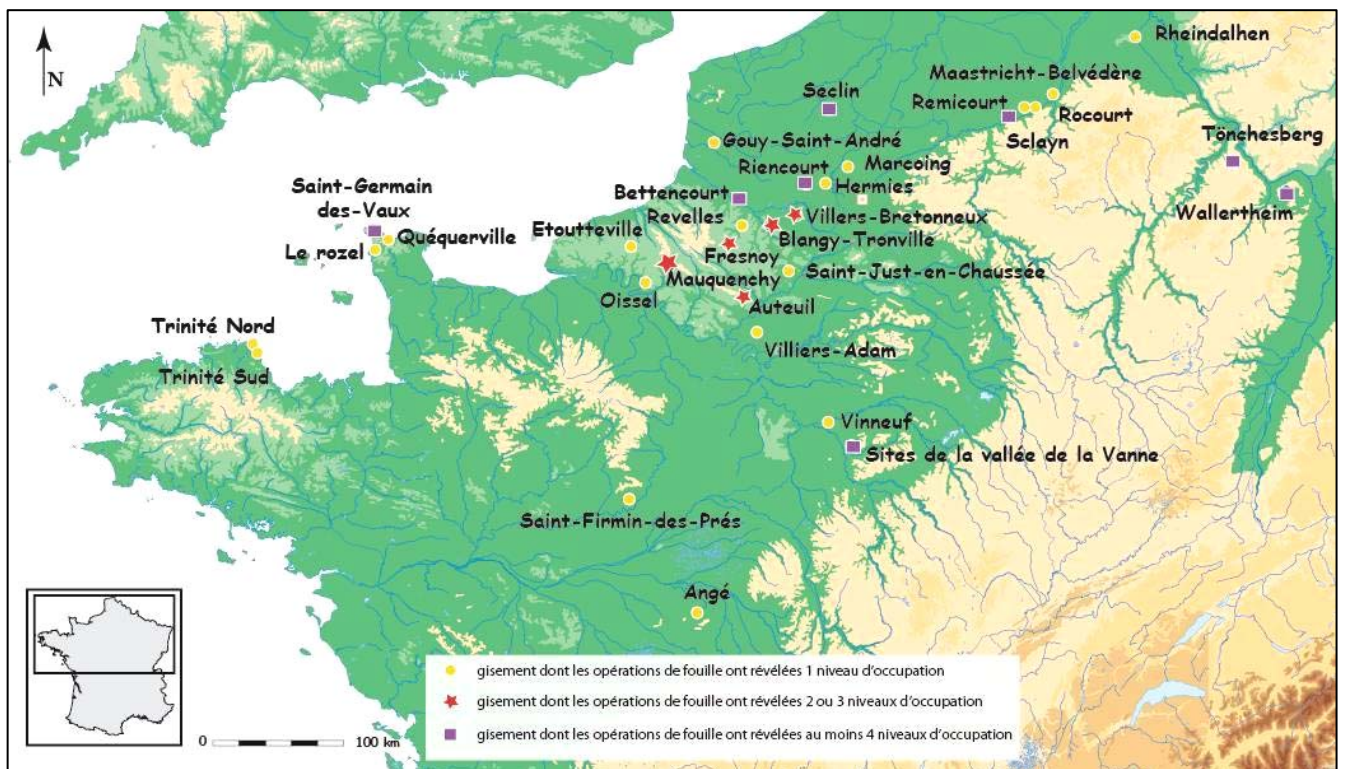 Rheindalhen
N
Maastricht-Belvédère
Seclin
Remicourt
Rocourt
Tönchesberg
Gouy-Saint-André
Sclayn
Riencourt
Marcoing
Saint-Germain
des-Vaux
Bettencourt
Hermies
Wallertheim
Revelles
Villers-Bretonneux
Etoutteville
Quéquerville
Blangy-Tronville
Le rozel
Fresnoy
Saint-Just-en-Chaussée
Mauquenchy
Oissel
Auteuil
Trinité Nord
Villiers-Adam
Trinité Sud
Vinneuf
Sites de la vallée de la Vanne
Saint-Firmin-des-Prés
Angé
gisement dont les opérations de fouille ont révélées 1 niveau d'occupation
gisement dont les opérations de fouille ont révélées 2 ou 3 niveaux d'occupation
gisement dont les opérations de fouille ont révélées au moins 4 niveaux d'occupation
0 100 km